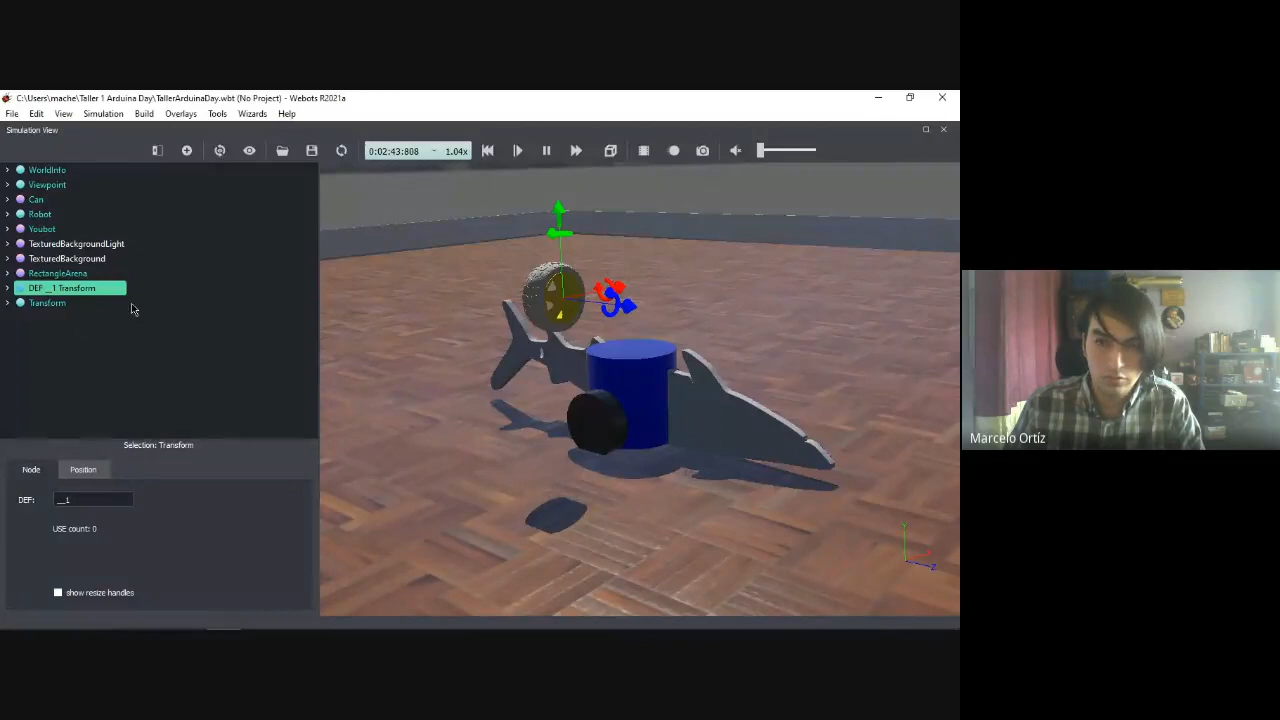 C:\Users\mache\Taller 1 Arduina Day\TallerArduinaDay.wbt (No Project) - Webots R2021a
File Edit View Simulation Build Overlays Tools Wizards Help
Simulation View
0:02:43:808 - 1.04x
WorldInfo
Viewpoint
Can
Robot
Youbot
TexturedBackgroundLight
TexturedBackground
RectangleArena
DEF __1 Transform
Transform
Selection: Transform
Node Position
DEF: __1
USE count: 0
show resize handles
Y
X
Z
Marcelo Ortíz